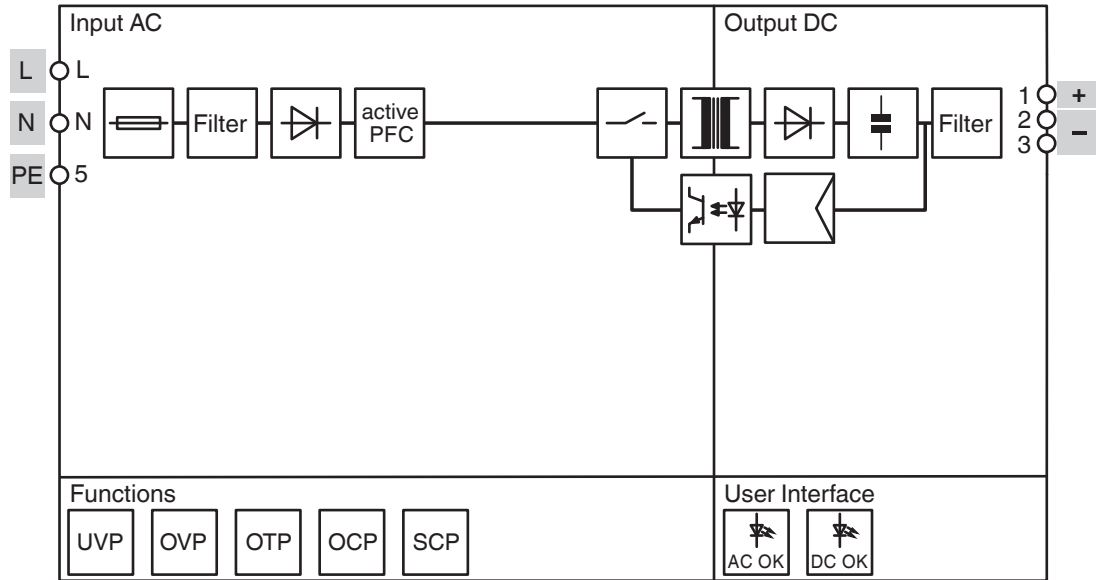 Input AC
Output DC
L
L
N
N
PE
5
Filter
active
PFC
Filter
1
+
2
–
3
Functions
UVP
OVP
OTP
OCP
SCP
User Interface
AC OK
DC OK